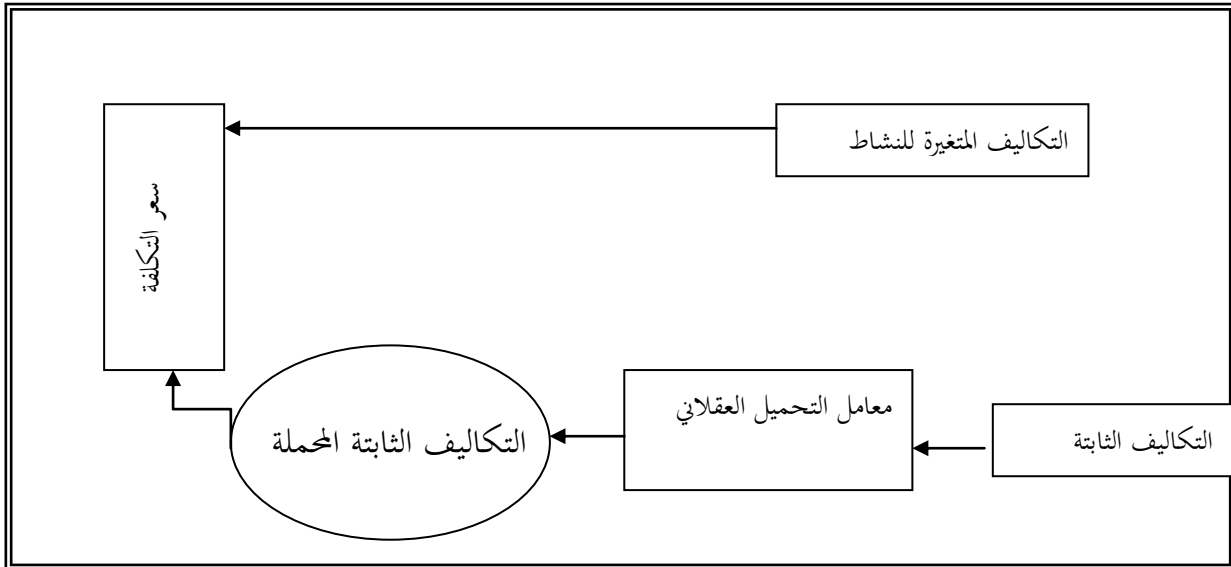 التكاليف المتغيرة للنشاط
سعر التكلفة
معامل التحميل العقلاني
التكاليف الثابتة
التكاليف الثابتة المحملة